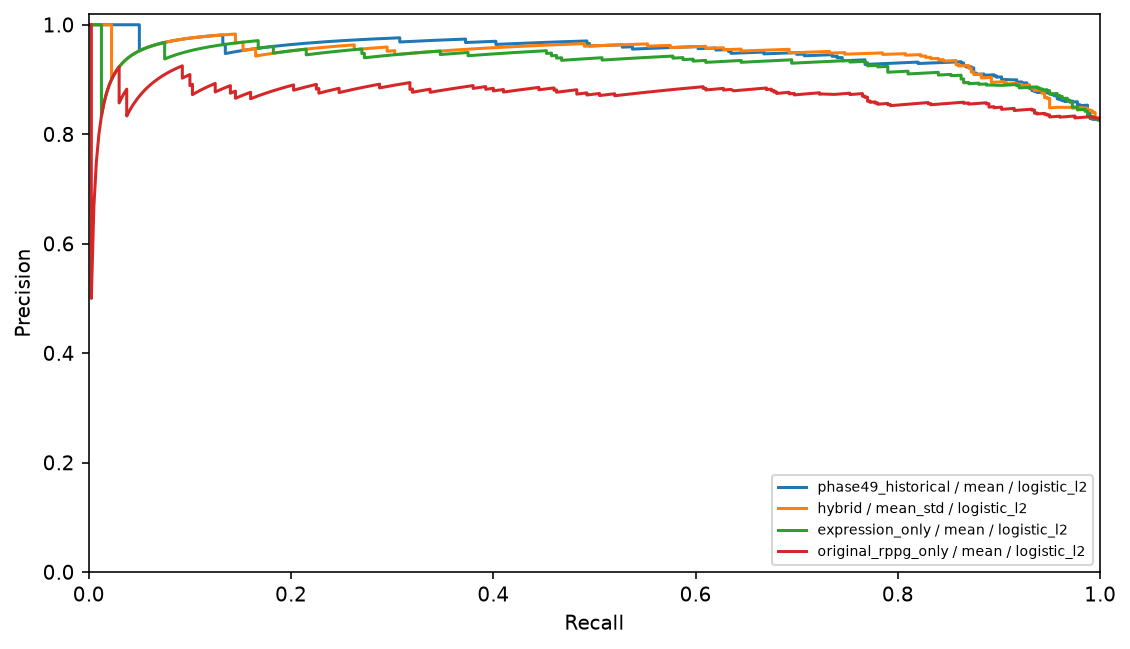 1.0
0.8
0.6
0.4
0.2
0.0
Precision
0.0 0.2 0.4 0.6 0.8 1.0
Recall
phase49_historical / mean / logistic_l2
hybrid / mean_std / logistic_l2
expression_only / mean / logistic_l2
original_rppg_only / mean / logistic_l2